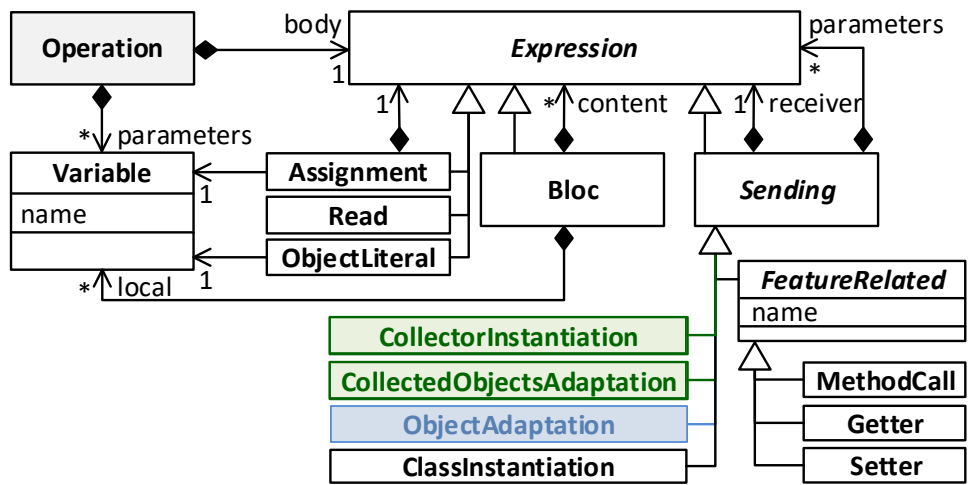 Operation
body
1
Expression
parameters
*
* parameters
1
* content
1 receiver
Variable
name
1
Assignment
Read
ObjectLiteral
1
Bloc
Sending
* local
FeatureRelated
name
CollectorInstantiation
CollectedObjectsAdaptation
ObjectAdaptation
ClassInstantiation
MethodCall
Getter
Setter